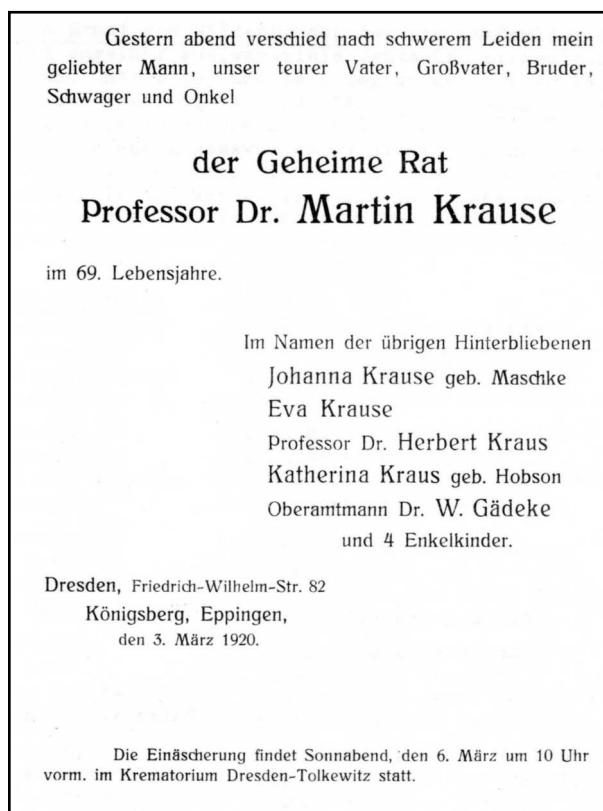 Gestern abend verschied nach schwerem Leiden mein
geliebter Mann, unser teurer Vater, Großvater, Bruder,
Schwager und Onkel
der Geheime Rat
Professor Dr. Martin Krause
im 69. Lebensjahre.
Im Namen der übrigen Hinterbliebenen
Johanna Krause geb. Maschke
Eva Krause
Professor Dr. Herbert Kraus
Katherina Kraus geb. Hobson
Oberamtmann Dr. W. Gädeke
und 4 Enkelkinder.
Dresden, Friedrich-Wilhelm-Str. 82
Königsberg, Eppingen,
den 3. März 1920.
Die Einäscherung findet Sonnabend, den 6. März um 10 Uhr
vorm. im Krematorium Dresden-Tolkewitz statt.